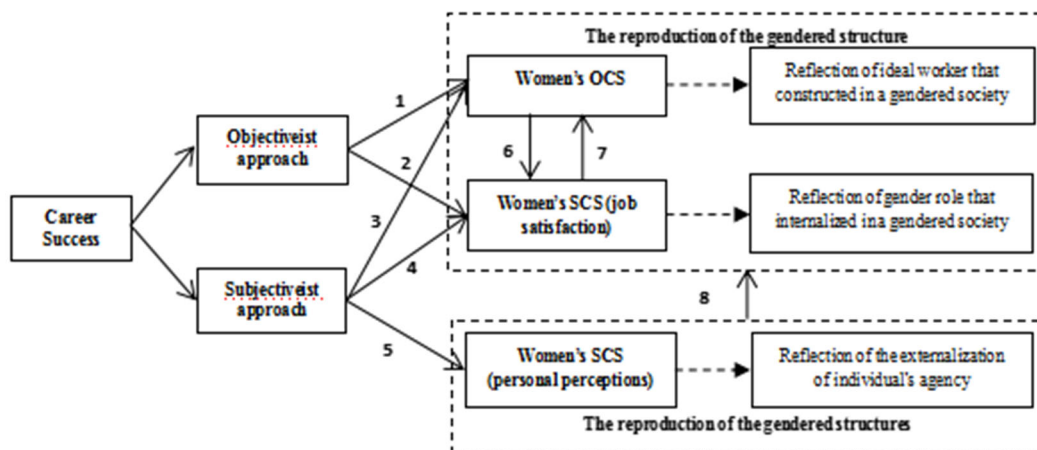 The reproduction of the gendered structure
Women's OCS
Reflection of ideal worker that
constructed in a gendered society
1
Objectiveist
approach
2
6
7
3
Women's SCS (job
satisfaction)
Reflection of gender role that
internalized in a gendered society
Career
Success
4
Subjectiveist
approach
8
5
Women's SCS
(personal perceptions)
Reflection of the externalization
of individual's agency
The reproduction of the gendered structures